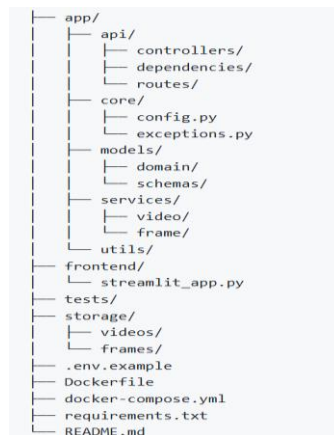 ├── app/
│   ├── api/
│   │   ├── controllers/
│   │   ├── dependencies/
│   │   └── routes/
│   ├── core/
│   │   ├── config.py
│   │   └── exceptions.py
│   ├── models/
│   │   ├── domain/
│   │   └── schemas/
│   ├── services/
│   │   ├── video/
│   │   └── frame/
│   └── utils/
├── frontend/
│   └── streamlit_app.py
├── tests/
├── storage/
│   ├── videos/
│   └── frames/
├── .env.example
├── Dockerfile
├── docker-compose.yml
├── requirements.txt
└── README.md